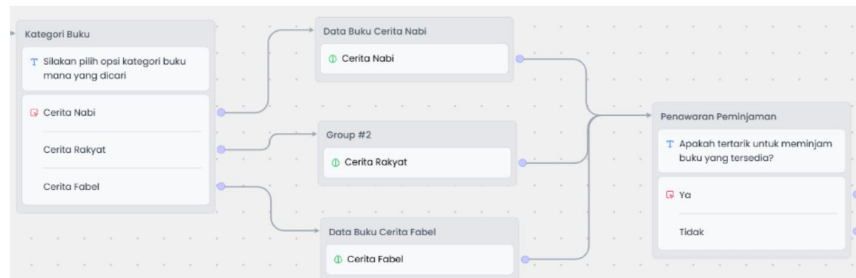 Kategori Buku
Silakan pilih opsi kategori buku
mana yang dicari
Cerita Nabi
Cerita Rakyat
Cerita Fabel
Data Buku Cerita Nabi
Cerita Nabi
Group #2
Cerita Rakyat
Data Buku Cerita Fabel
Cerita Fabel
Penawaran Peminjaman
Apakah tertarik untuk meminjam
buku yang tersedia?
Ya
Tidak